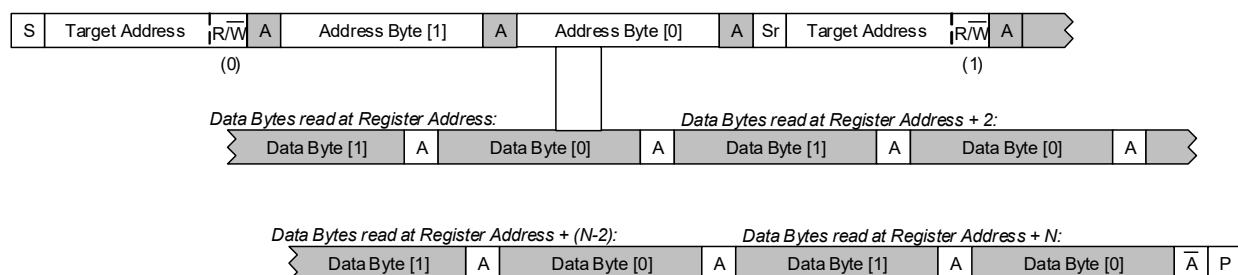 S Target Address R/W̅ A Address Byte [1] A Address Byte [0] A Sr Target Address R/W̅ A
(0) (1)
Data Bytes read at Register Address: Data Bytes read at Register Address + 2:
Data Byte [1] A Data Byte [0] A Data Byte [1] A Data Byte [0] A
Data Bytes read at Register Address + (N-2): Data Bytes read at Register Address + N:
Data Byte [1] A Data Byte [0] A Data Byte [1] A Data Byte [0] A̅ P